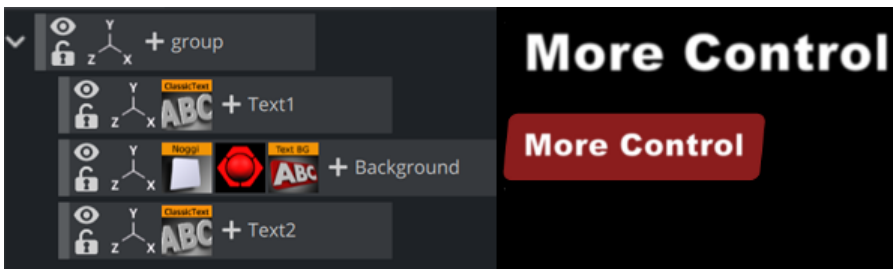 Y
Z X
group
ClassicText
Y
Z X
ABC
Text1
Noggi
Text BG
Y
Z X
ABC
Background
ClassicText
Y
Z X
ABC
Text2
More Control
More Control